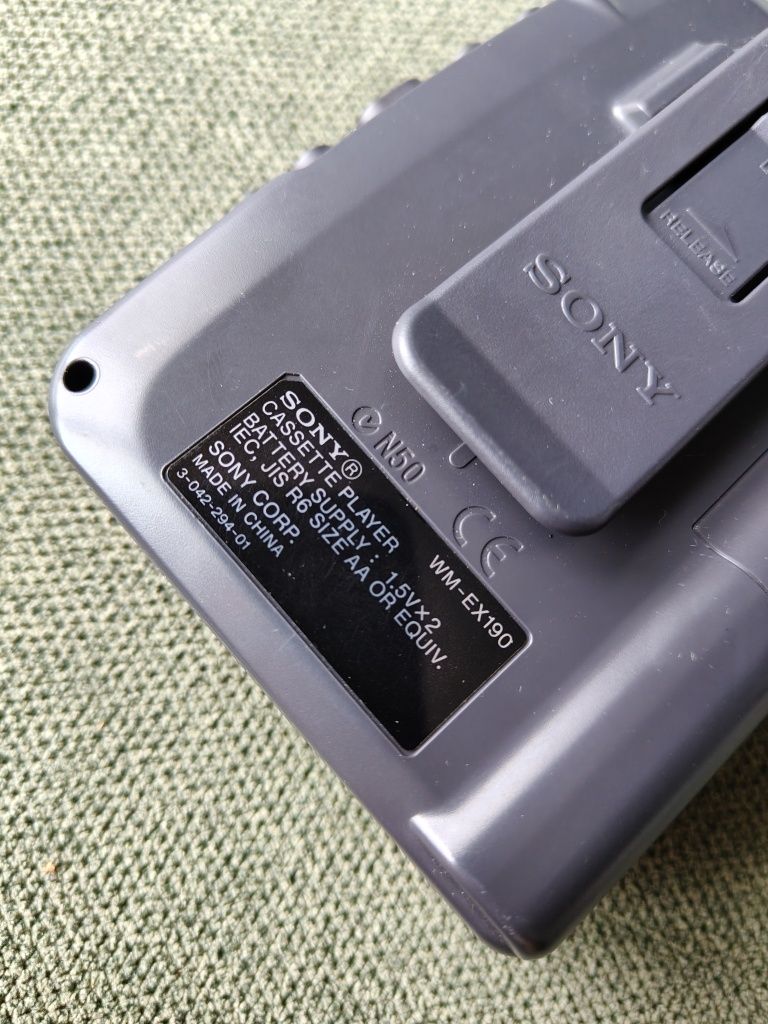 RELEASE
SONY
N50
CE
SONY®
CASSETTE PLAYER WM-EX190
BATTERY SUPPLY : 1.5V×2
IEC, JIS R6 SIZE AA OR EQUIV.
SONY CORP.
MADE IN CHINA
3-042-294-01